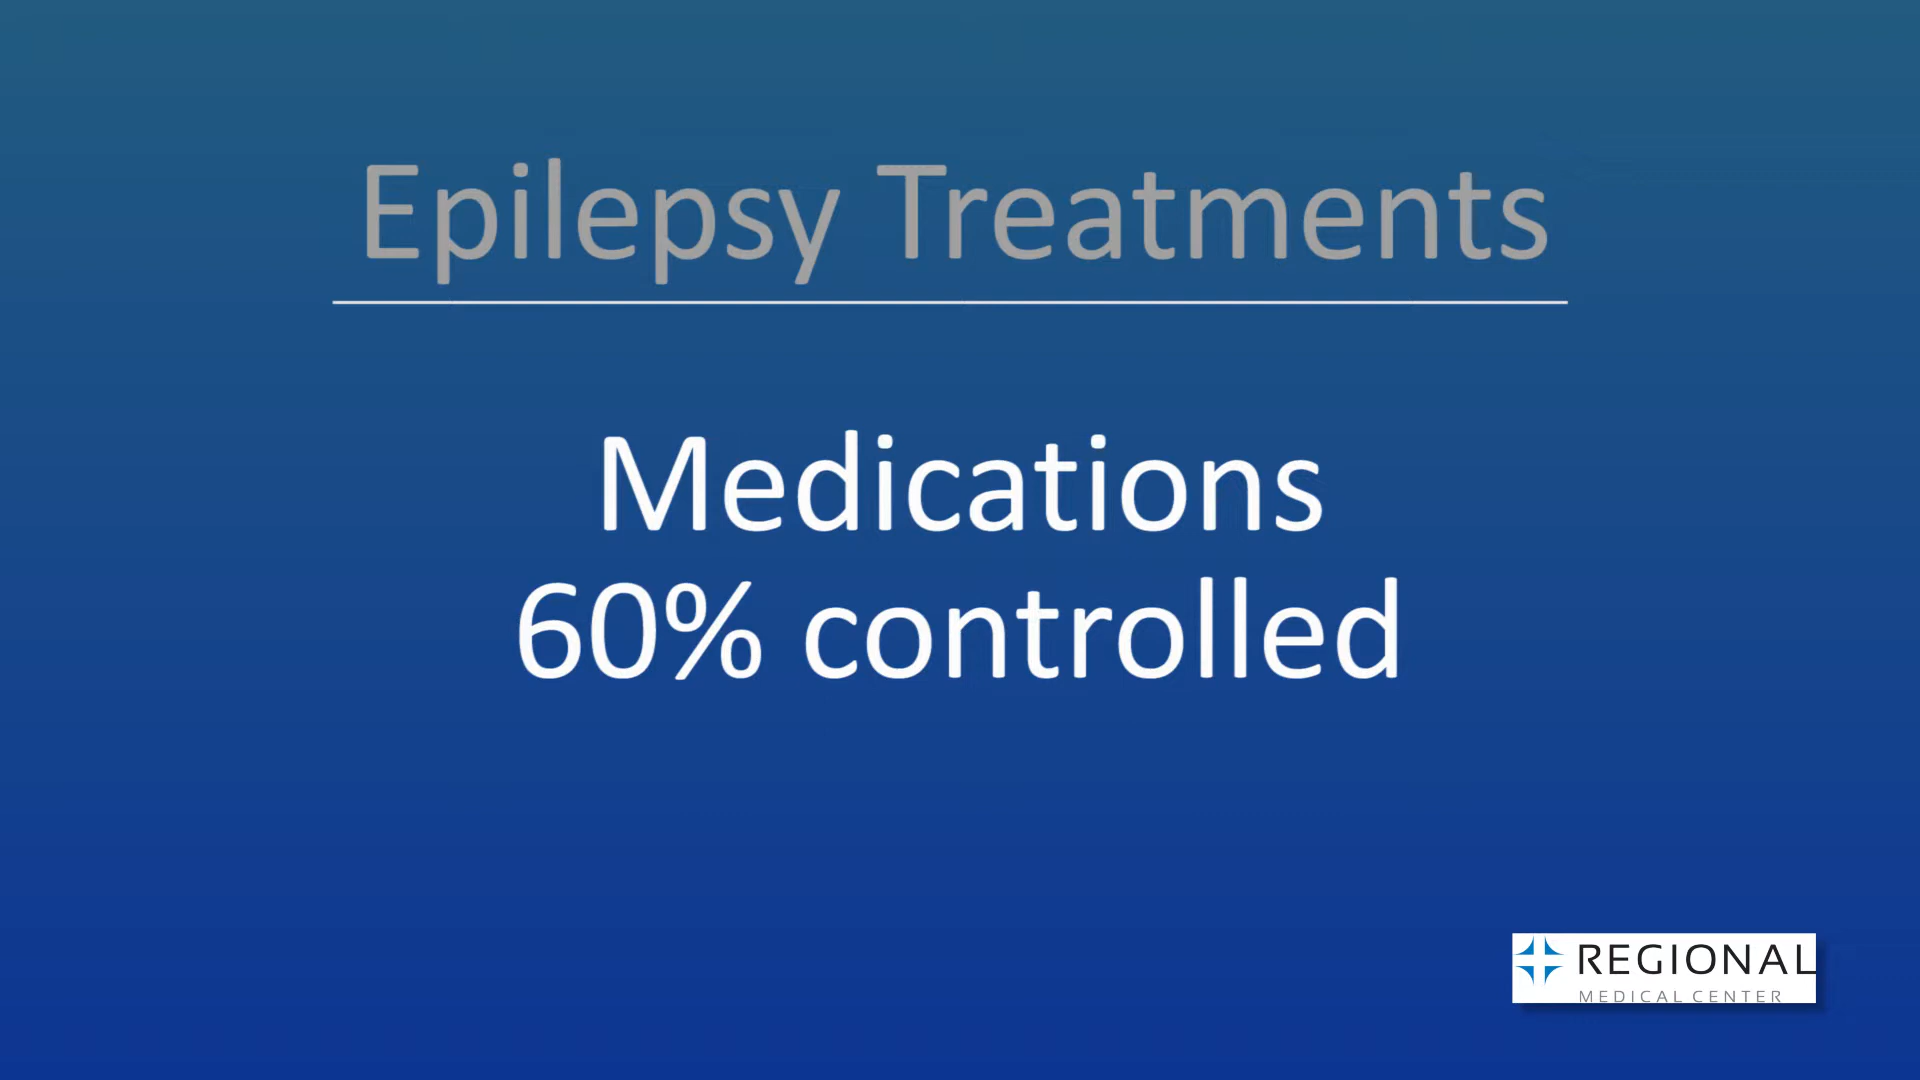 Epilepsy Treatments
Medications
60% controlled
REGIONAL
MEDICAL CENTER